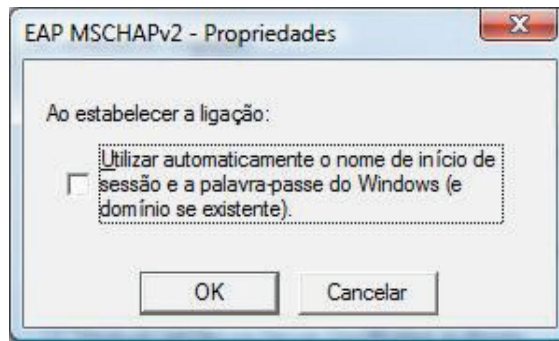 EAP MSCHAPv2 - Propriedades
Ao estabelecer a ligação:
Utilizar automaticamente o nome de início de
sessão e a palavra-passe do Windows (e
domínio se existente).
OK Cancelar